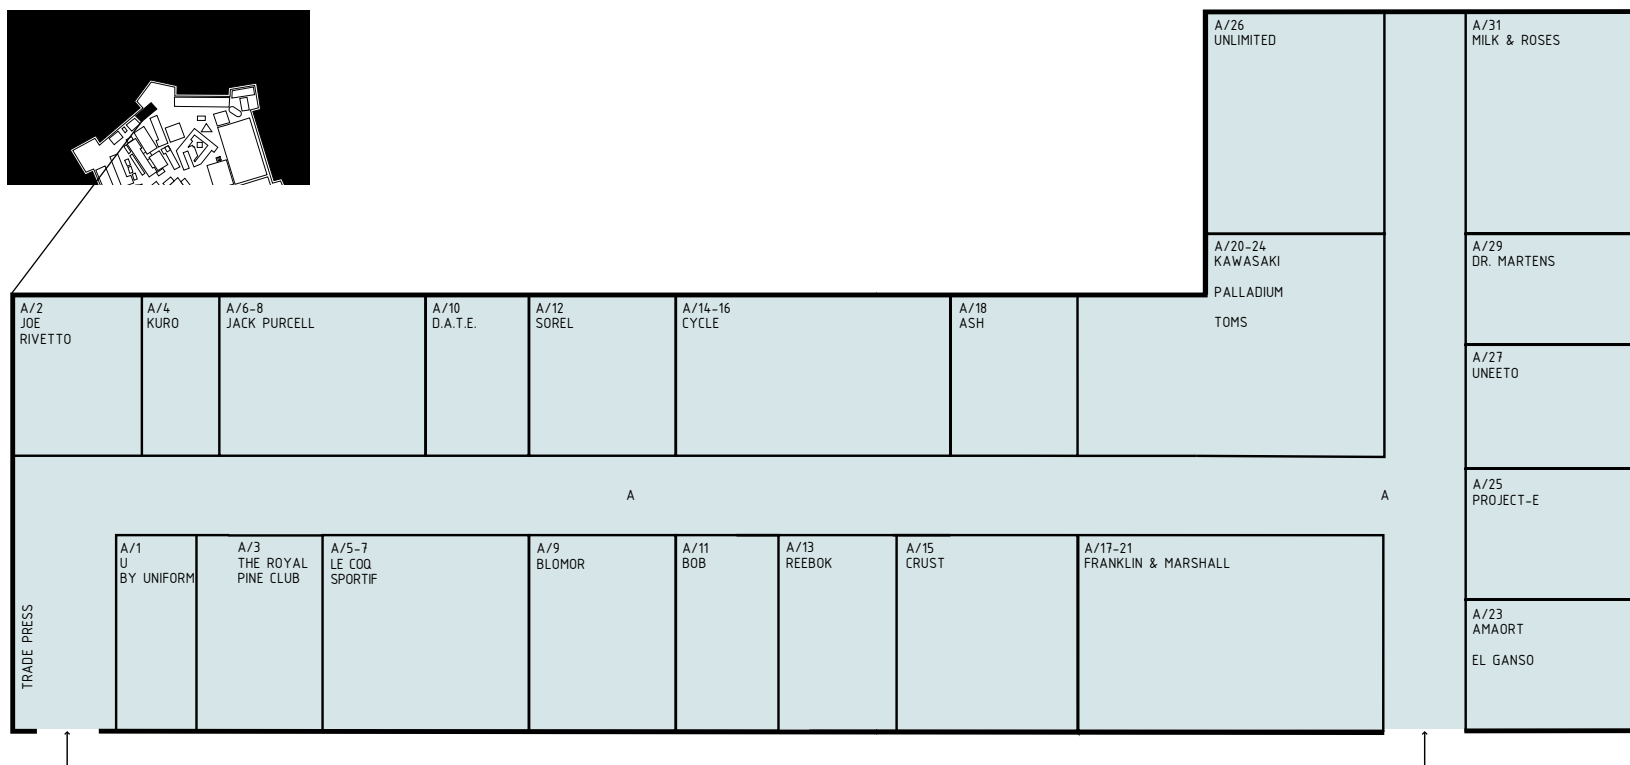 A/26
UNLIMITED
A/31
MILK & ROSES
A/20-24
KAWASAKI
PALLADIUM
TOMS
A/29
DR. MARTENS
A/2
JOE
RIVETTO
A/4
KURO
A/6-8
JACK PURCELL
A/10
D.A.T.E.
A/12
SOREL
A/14-16
CYCLE
A/18
ASH
A/27
UNEETO
A/25
PROJECT-E
A
A
A/1
U
BY UNIFORM
A/3
THE ROYAL
PINE CLUB
A/5-7
LE COQ
SPORTIF
A/9
BLOMOR
A/11
BOB
A/13
REEBOK
A/15
CRUST
A/17-21
FRANKLIN & MARSHALL
A/23
AMAORT
EL GANSO
TRADE PRESS